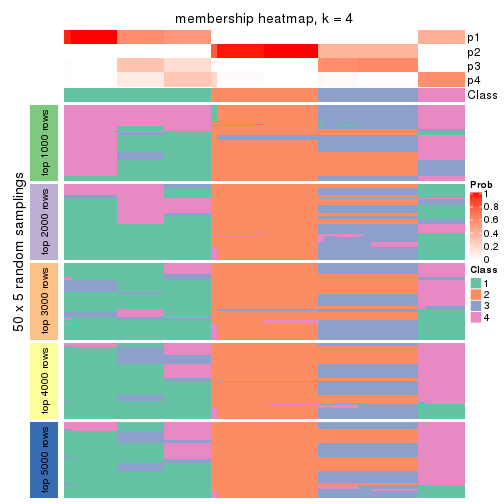 membership heatmap, k = 4
p1
p2
p3
p4
Class
50 x 5 random samplings
top 1000 rows
top 2000 rows
top 3000 rows
top 4000 rows
top 5000 rows
Prob
1
0.8
0.6
0.4
0.2
0
Class
1
2
3
4